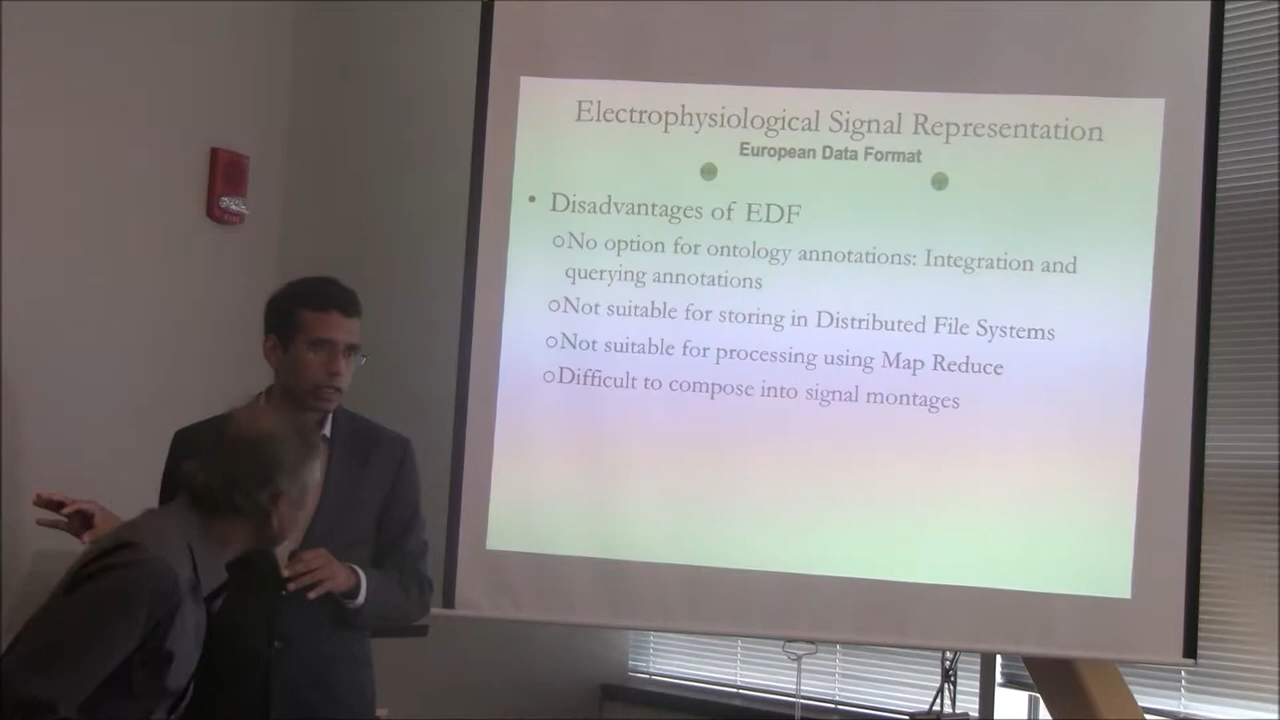 Electrophysiological Signal Representation
European Data Format
• Disadvantages of EDF
○No option for ontology annotations: Integration and
querying annotations
○Not suitable for storing in Distributed File Systems
○Not suitable for processing using Map Reduce
○Difficult to compose into signal montages
FIRE